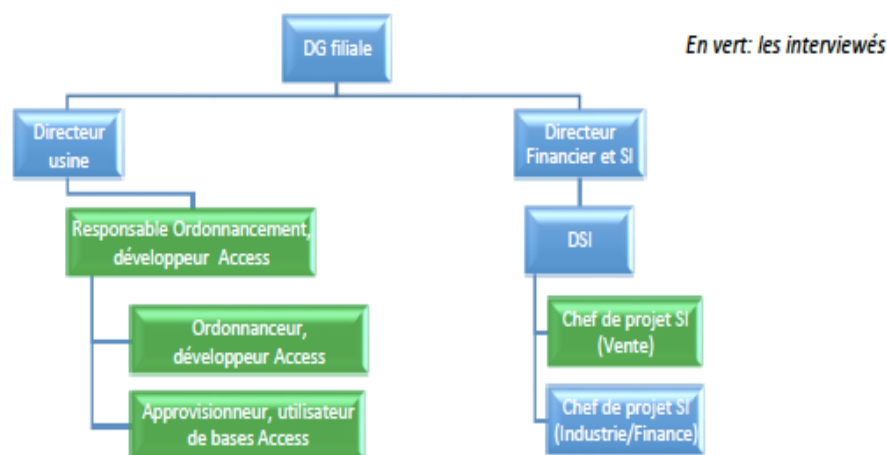 DG filiale
En vert: les interviewés
Directeur
usine
Directeur
Financier et SI
Responsable Ordonnancement,
développeur Access
DSI
Ordonnanceur,
développeur Access
Chef de projet SI
(Vente)
Approvisionneur, utilisateur
de bases Access
Chef de projet SI
(Industrie/Finance)